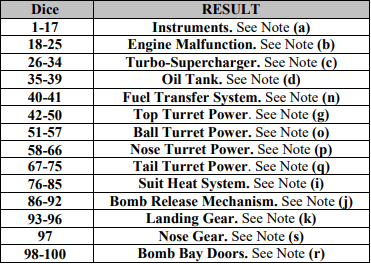 Dice RESULT
1-17 Instruments. See Note (a)
18-25 Engine Malfunction. See Note (b)
26-34 Turbo-Supercharger. See Note (c)
35-39 Oil Tank. See Note (d)
40-41 Fuel Transfer System. See Note (n)
42-50 Top Turret Power. See Note (g)
51-57 Ball Turret Power. See Note (o)
58-66 Nose Turret Power. See Note (p)
67-75 Tail Turret Power. See Note (q)
76-85 Suit Heat System. See Note (i)
86-92 Bomb Release Mechanism. See Note (j)
93-96 Landing Gear. See Note (k)
97 Nose Gear. See Note (s)
98-100 Bomb Bay Doors. See Note (r)